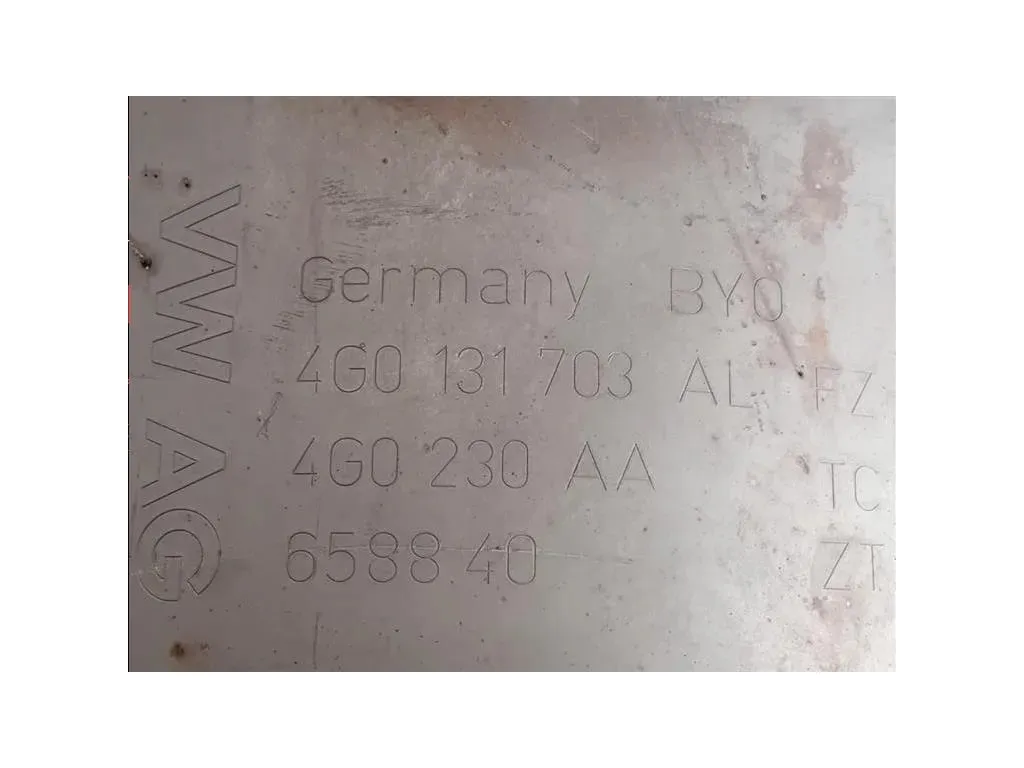 VW AG
Germany BY0
4G0 131 703 AL FZ
4G0 230 AA TC
6588 40 ZT